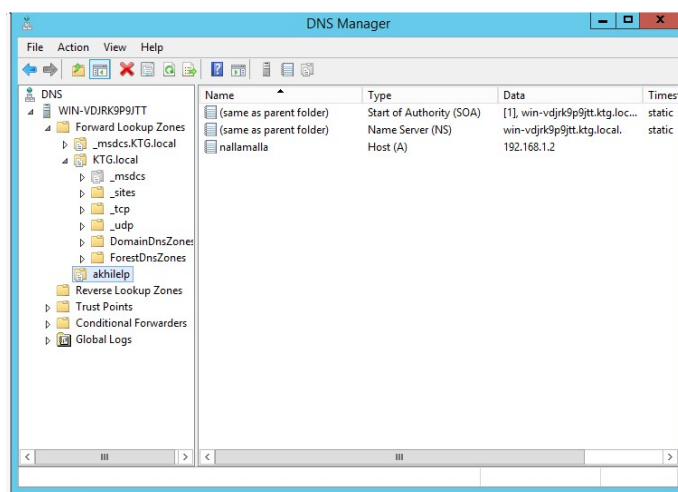 DNS Manager
File Action View Help
DNS
WIN-VDJRK9P9JTT
Forward Lookup Zones
_msdcs.KTG.local
KTG.local
_msdcs
_sites
_tcp
_udp
DomainDnsZones
ForestDnsZones
akhilelp
Reverse Lookup Zones
Trust Points
Conditional Forwarders
Global Logs
Name Type Data Times
(same as parent folder) Start of Authority (SOA) [1], win-vdjrk9p9jtt.ktg.loc... static
(same as parent folder) Name Server (NS) win-vdjrk9p9jtt.ktg.local. static
nallamalla Host (A) 192.168.1.2